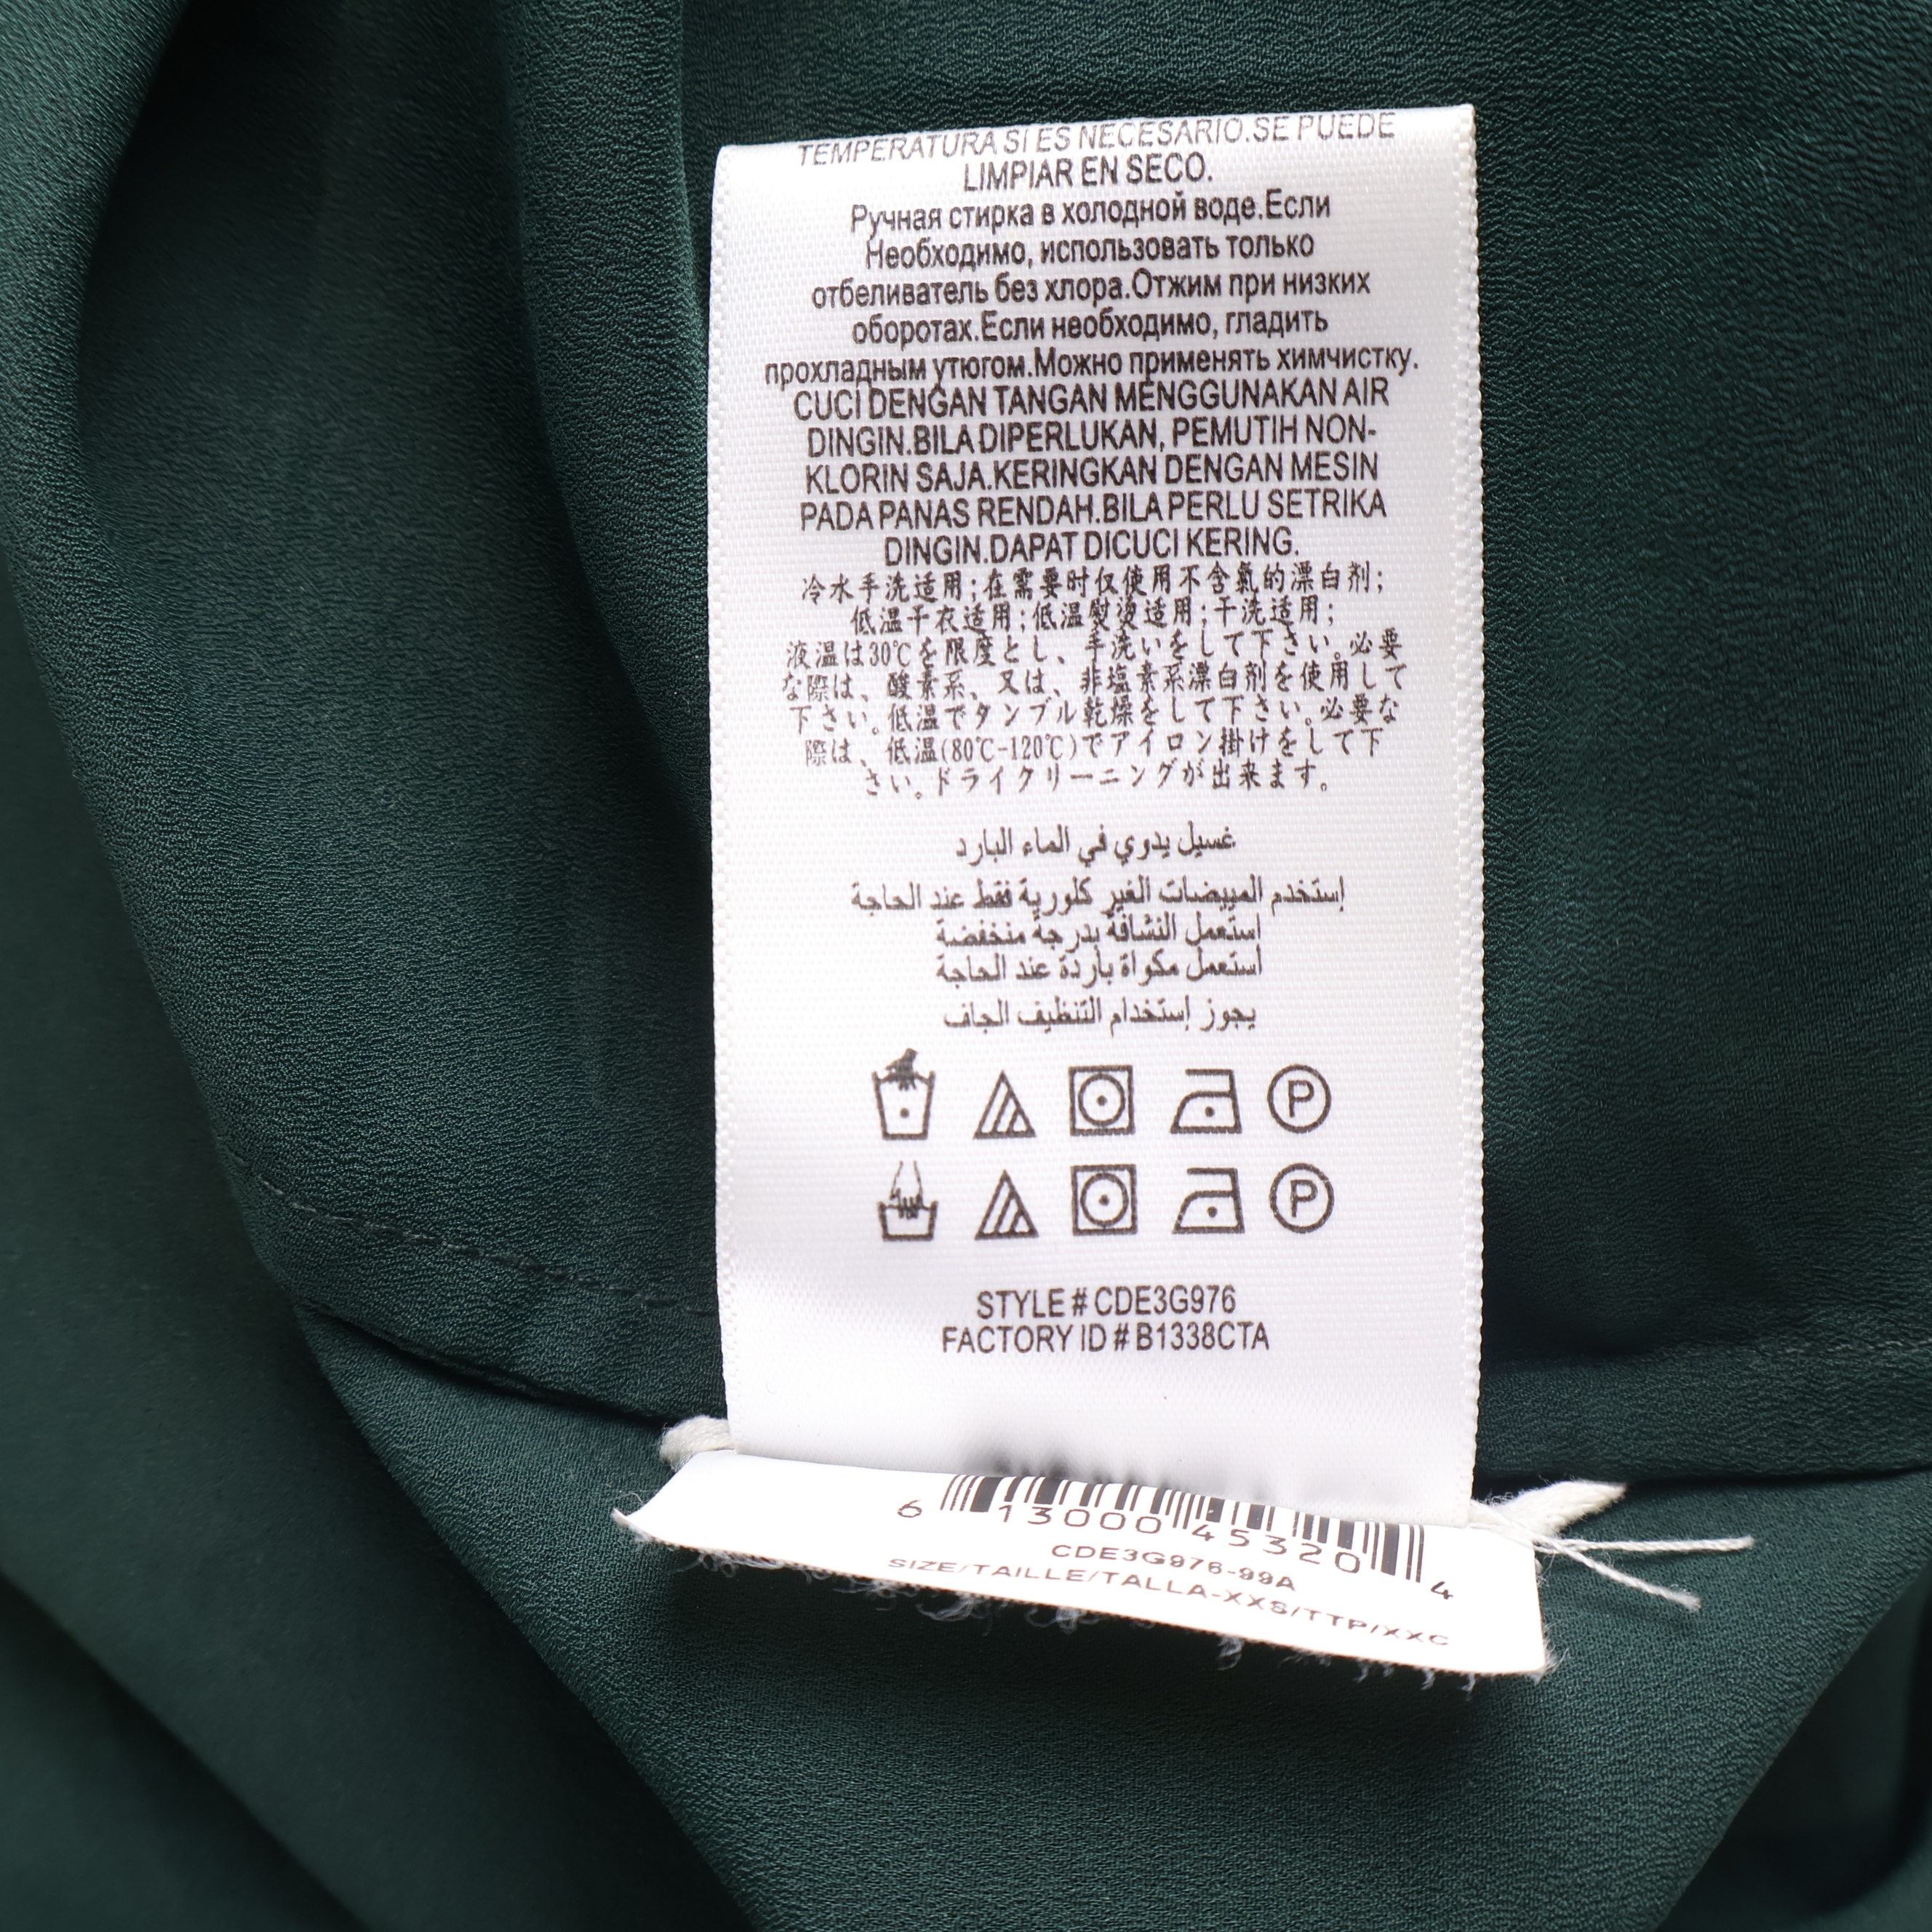 TEMPERATURA SI ES NECESARIO.SE PUEDE
LIMPIAR EN SECO.
Ручная стирка в холодной воде.Если
Необходимо, использовать только
отбеливатель без хлора.Отжим при низких
оборотах.Если необходимо, гладить
прохладным утюгом.Можно применять химчистку.
CUCI DENGAN TANGAN MENGGUNAKAN AIR
DINGIN.BILA DIPERLUKAN, PEMUTIH NON-
KLORIN SAJA.KERINGKAN DENGAN MESIN
PADA PANAS RENDAH.BILA PERLU SETRIKA
DINGIN.DAPAT DICUCI KERING.
冷水手洗适用;在需要时仅使用不含氯的漂白剂;
低温干衣适用;低温熨烫适用;干洗适用;
液温は30℃を限度とし、手洗いをして下さい。必要
な際は、酸素系、又は、非塩素系漂白剤を使用して
下さい。低温でタンブル乾燥をして下さい。必要な
際は、低温(80℃-120℃)でアイロン掛けをして下
さい。ドライクリーニングが出来ます。
غسيل يدوي في الماء البارد
إستخدم المبيضات الغير كلورية فقط عند الحاجة
استعمل النشافة بدرجة منخفضة
استعمل مكواة باردة عند الحاجة
يجوز إستخدام التنظيف الجاف
P
P
STYLE # CDE3G976
FACTORY ID # B1338CTA
6 13000 45320 4
CDE3G976-99A
SIZE/TAILLE/TALLA-XXS/TTP/XXC